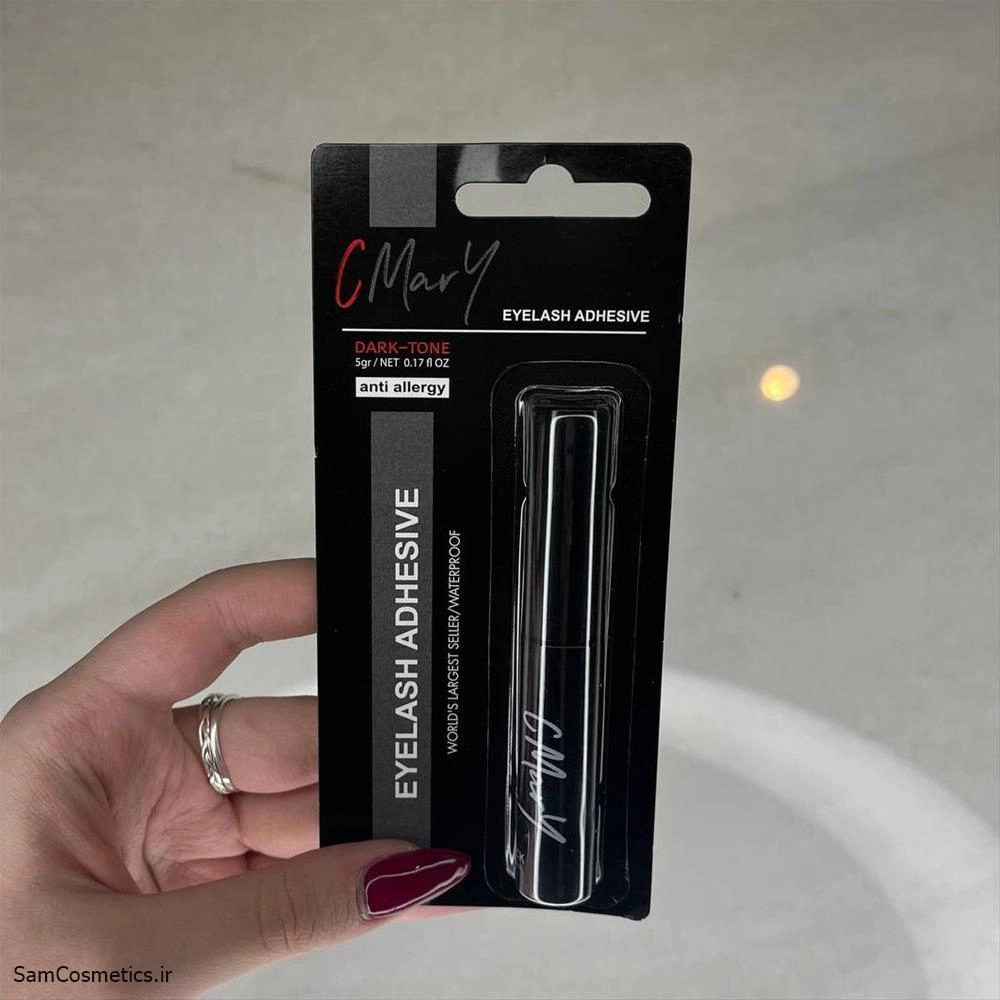 CMarY
EYELASH ADHESIVE
DARK-TONE
5gr / NET 0.17 fl OZ
anti allergy
EYELASH ADHESIVE
WORLD'S LARGEST SELLER/WATERPROOF
CMarY
SamCosmetics.ir